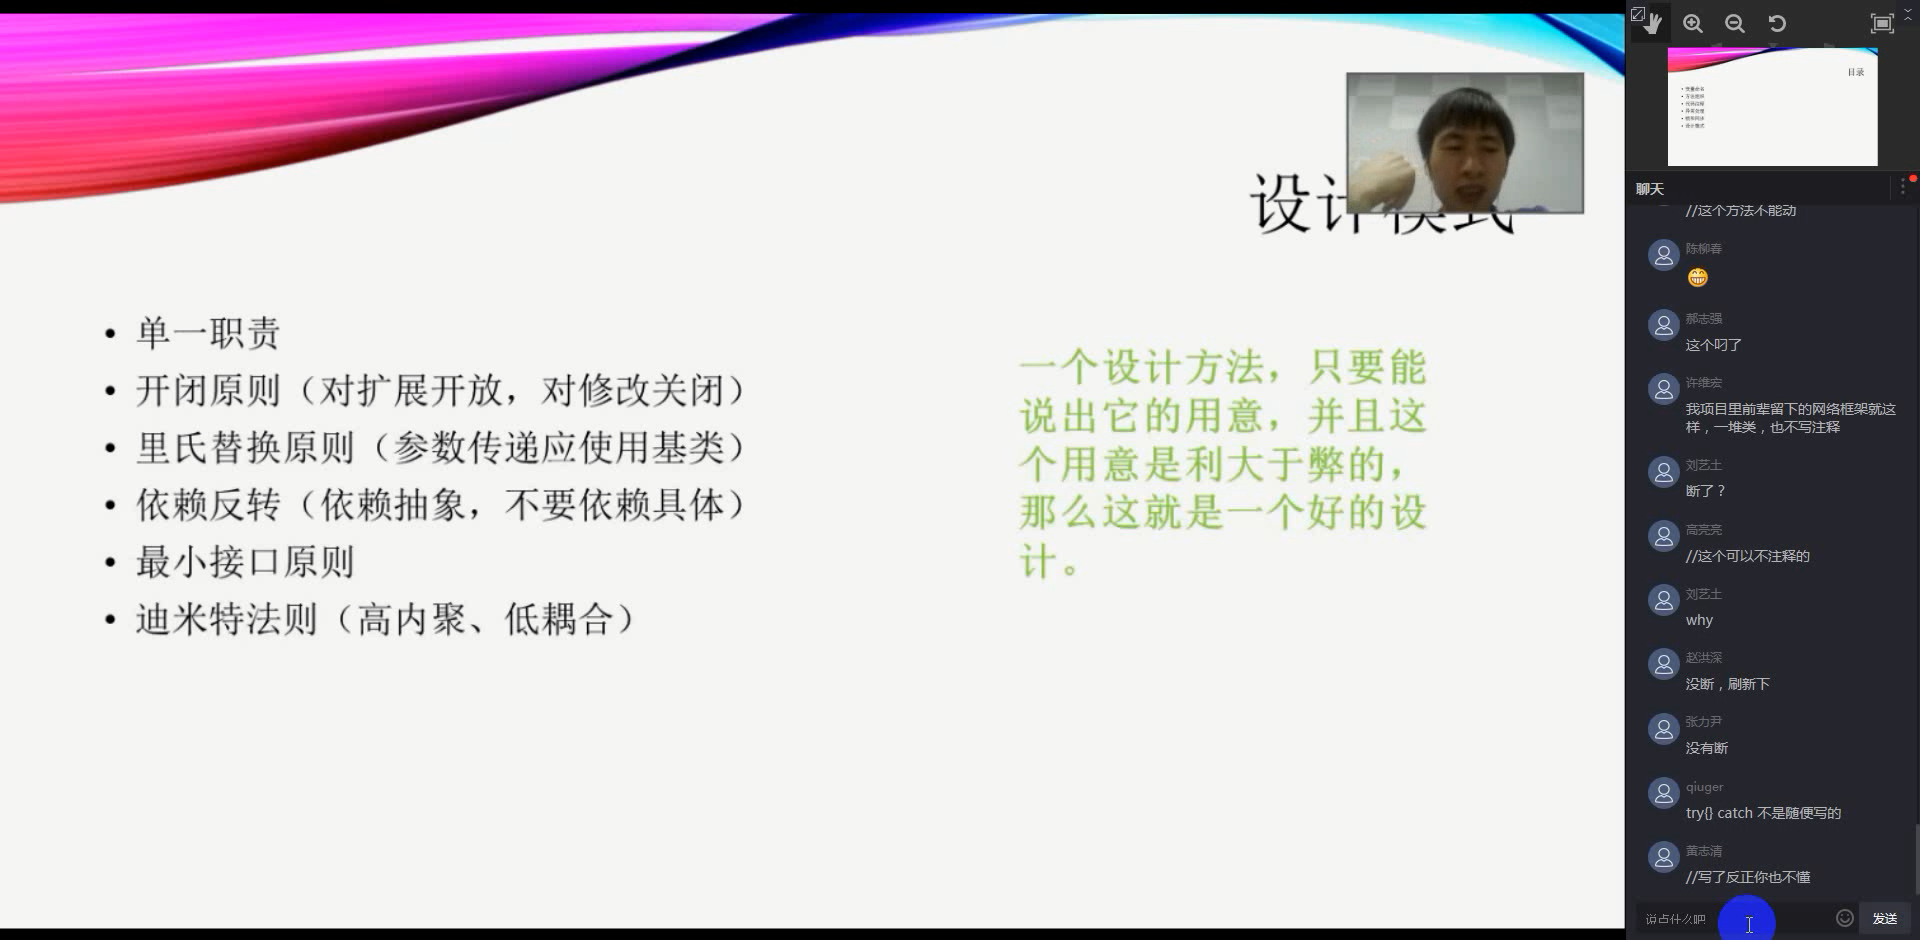 设计模式
• 单一职责
• 开闭原则（对扩展开放，对修改关闭）
• 里氏替换原则（参数传递应使用基类）
• 依赖反转（依赖抽象，不要依赖具体）
• 最小接口原则
• 迪米特法则（高内聚、低耦合）
一个设计方法，只要能
说出它的用意，并且这
个用意是利大于弊的，
那么这就是一个好的设
计。
目录
聊天
//这个方法不能动
陈柳春
郝志强
这个叼了
许维宏
我项目里前辈留下的网络框架就这
样，一堆类，也不写注释
刘艺土
断了？
高亮亮
//这个可以不注释的
刘艺土
why
赵洪深
没断，刷新下
张力尹
没有断
qiuger
try{} catch 不是随便写的
黄志清
//写了反正你也不懂
说点什么吧
发送